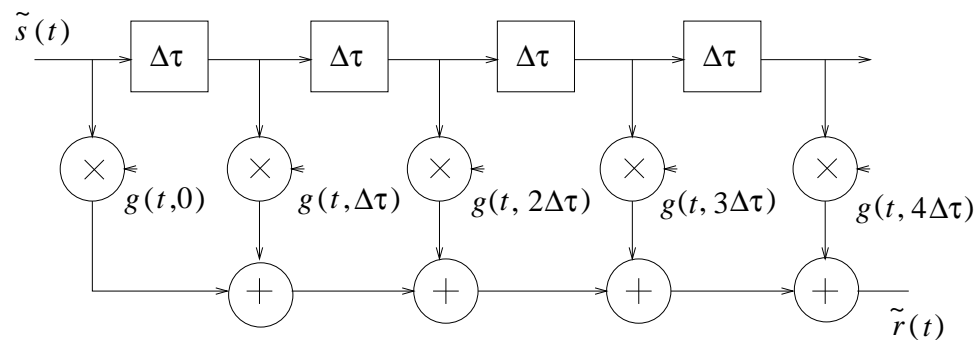 s̃(t)
Δτ Δτ Δτ Δτ
× × × × ×
g(t,0) g(t,Δτ) g(t, 2Δτ) g(t, 3Δτ) g(t, 4Δτ)
+ + + +
r̃(t)